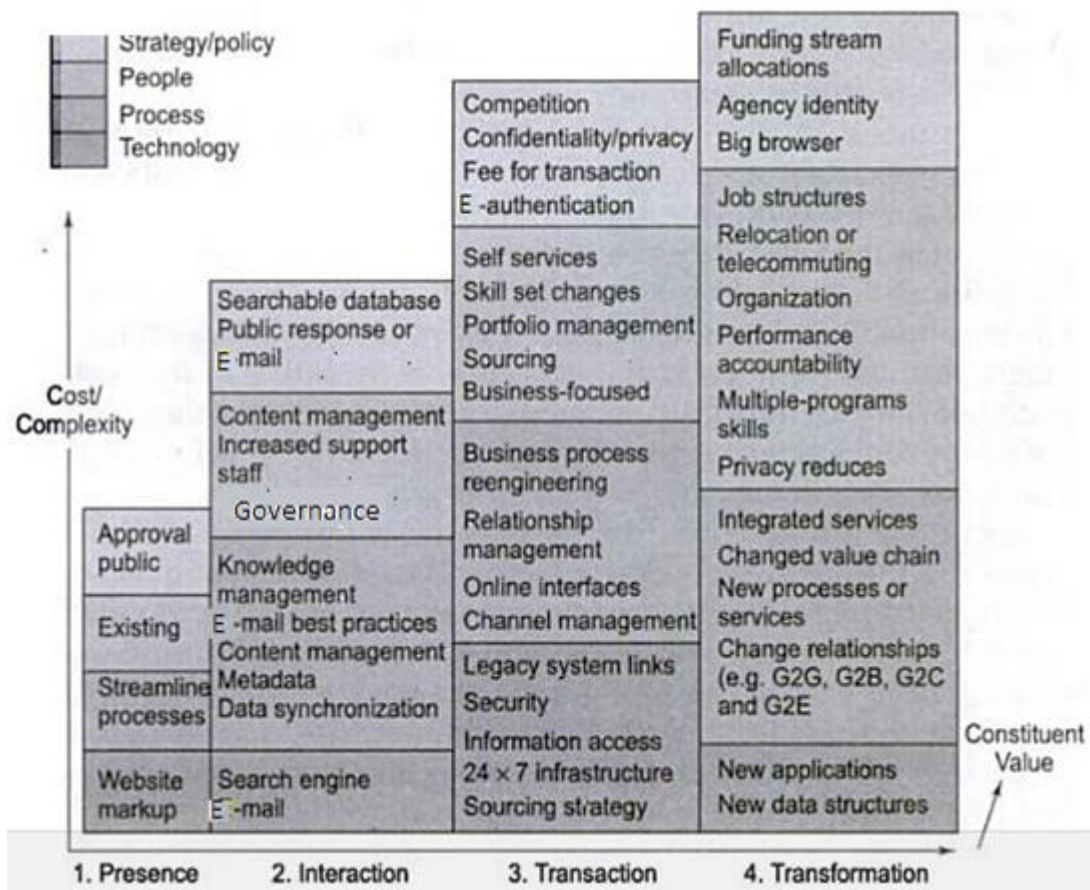 Strategy/policy
People
Process
Technology
Cost/
Complexity
Approval
public
Existing
Streamline
processes
Website
markup
Searchable database
Public response or
E-mail
Content management
Increased support
staff
Governance
Knowledge
management
E-mail best practices
Content management
Metadata
Data synchronization
Search engine
E-mail
Competition
Confidentiality/privacy
Fee for transaction
E-authentication
Self services
Skill set changes
Portfolio management
Sourcing
Business-focused
Business process
reengineering
Relationship
management
Online interfaces
Channel management
Legacy system links
Security
Information access
24 × 7 infrastructure
Sourcing strategy
Funding stream
allocations
Agency identity
Big browser
Job structures
Relocation or
telecommuting
Organization
Performance
accountability
Multiple-programs
skills
Privacy reduces
Integrated services
Changed value chain
New processes or
services
Change relationships
(e.g. G2G, G2B, G2C
and G2E
New applications
New data structures
Constituent
Value
1. Presence
2. Interaction
3. Transaction
4. Transformation